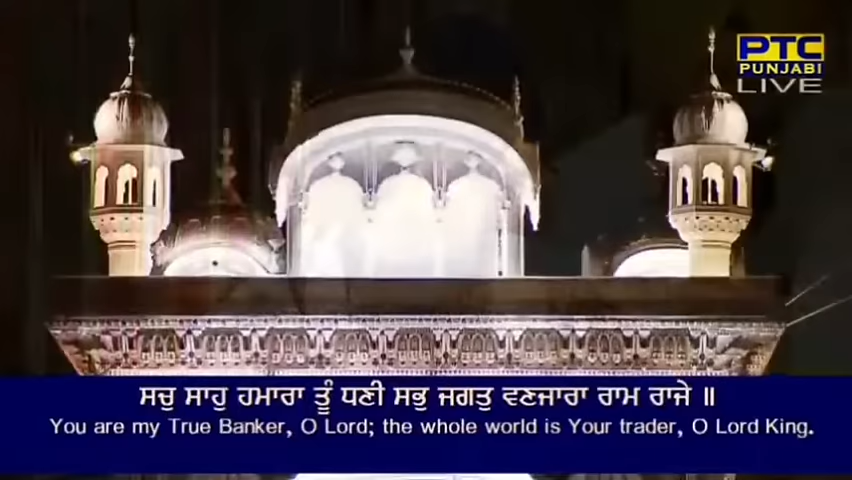 PTC
PUNJABI
LIVE
ਸਚੁ ਸਾਹੁ ਹਮਾਰਾ ਤੂੰ ਧਣੀ ਸਭੁ ਜਗਤੁ ਵਣਜਾਰਾ ਰਾਮ ਰਾਜੇ ॥
You are my True Banker, O Lord; the whole world is Your trader, O Lord King.